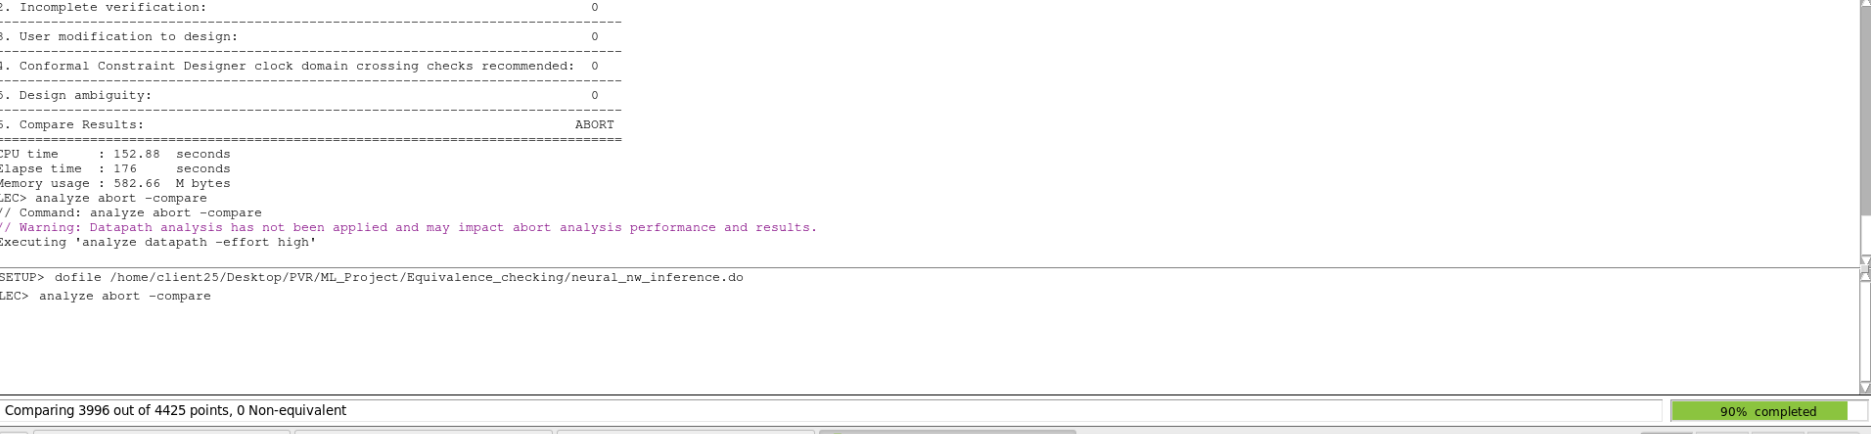 2. Incomplete verification: 0
--------------------------------------------------------------------------------
3. User modification to design: 0
--------------------------------------------------------------------------------
4. Conformal Constraint Designer clock domain crossing checks recommended: 0
--------------------------------------------------------------------------------
5. Design ambiguity: 0
--------------------------------------------------------------------------------
6. Compare Results: ABORT
================================================================================
CPU time : 152.88 seconds
Elapse time : 176 seconds
Memory usage : 582.66 M bytes
LEC> analyze abort -compare
// Command: analyze abort -compare
// Warning: Datapath analysis has not been applied and may impact abort analysis performance and results.
Executing 'analyze datapath -effort high'
SETUP> dofile /home/client25/Desktop/PVR/ML_Project/Equivalence_checking/neural_nw_inference.do
LEC> analyze abort -compare
Comparing 3996 out of 4425 points, 0 Non-equivalent
90% completed